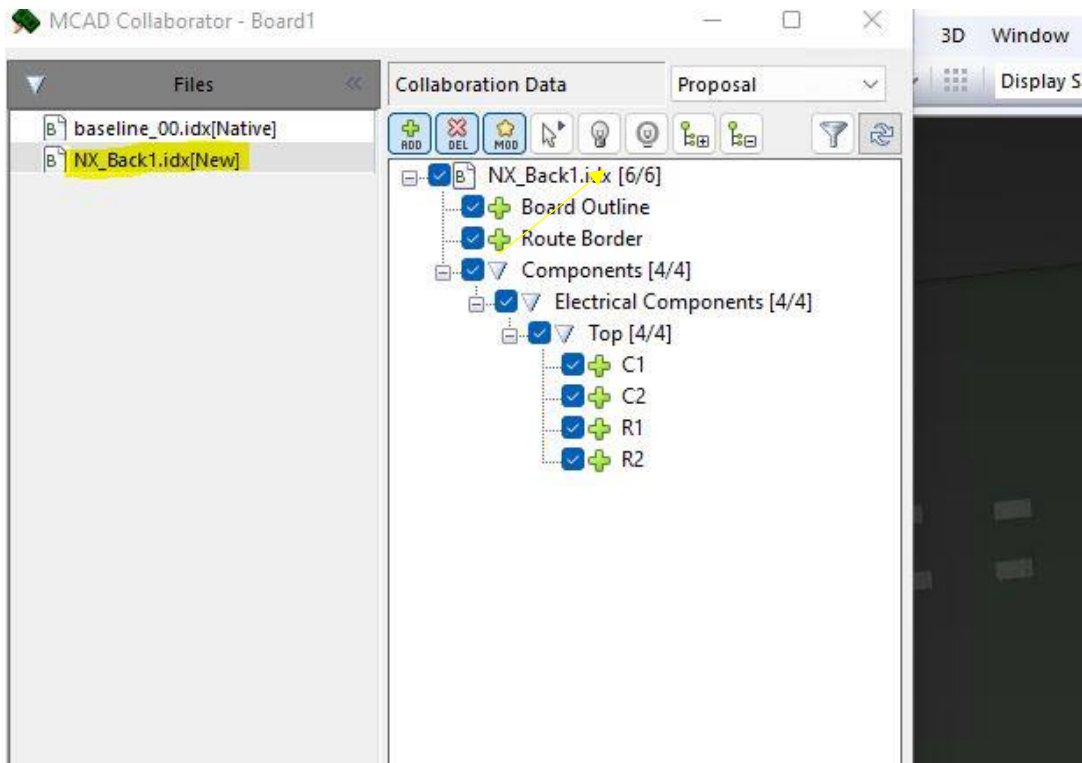 MCAD Collaborator - Board1
3D Window
Display S
Files
Collaboration Data
Proposal
ADD
DEL
MOD
baseline_00.idx[Native]
NX_Back1.idx[New]
NX_Back1.idx [6/6]
Board Outline
Route Border
Components [4/4]
Electrical Components [4/4]
Top [4/4]
C1
C2
R1
R2